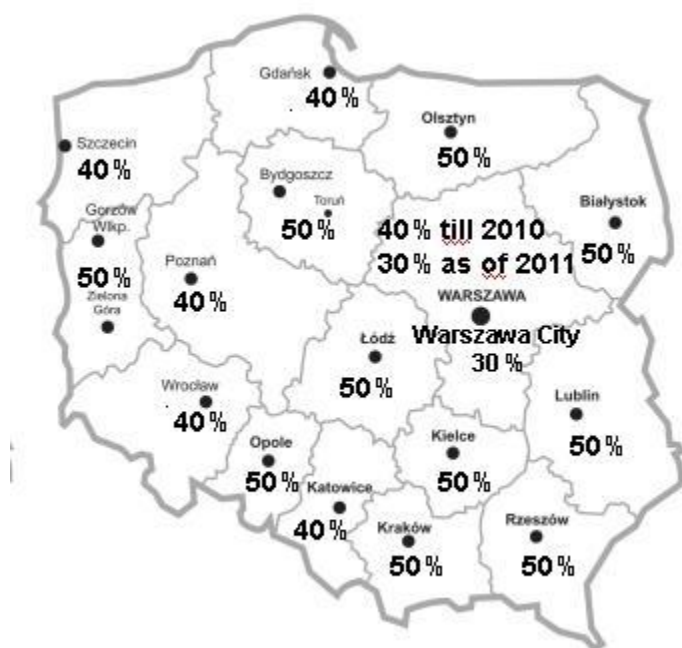 Gdańsk
40 %
Olsztyn
50 %
Szczecin
40 %
Bydgoszcz
Toruń
50 %
Białystok
50 %
Gorzów
Wlkp.
50 %
Zielona
Góra
Poznań
40 %
40% till 2010
30% as of 2011
WARSZAWA
Warszawa City
30 %
Łódź
50 %
Wrocław
40 %
Lublin
50 %
Opole
50 %
Kielce
50 %
Katowice
40 %
Kraków
50 %
Rzeszów
50 %